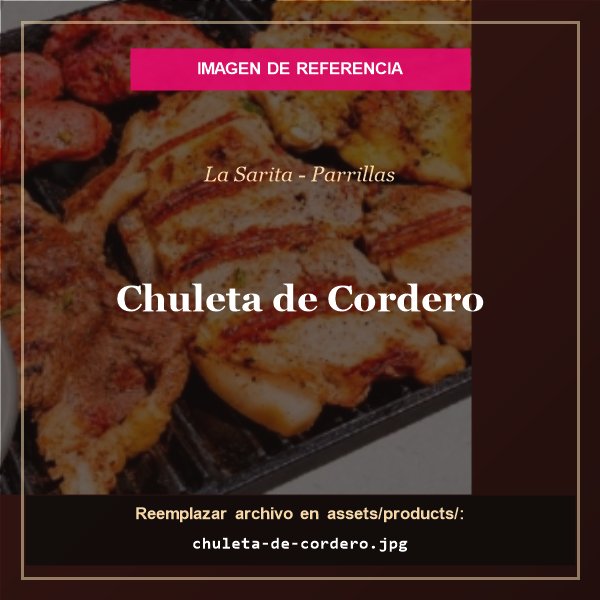 IMAGEN DE REFERENCIA
La Sarita - Parrillas
Chuleta de Cordero
Reemplazar archivo en assets/products/:
chuleta-de-cordero.jpg